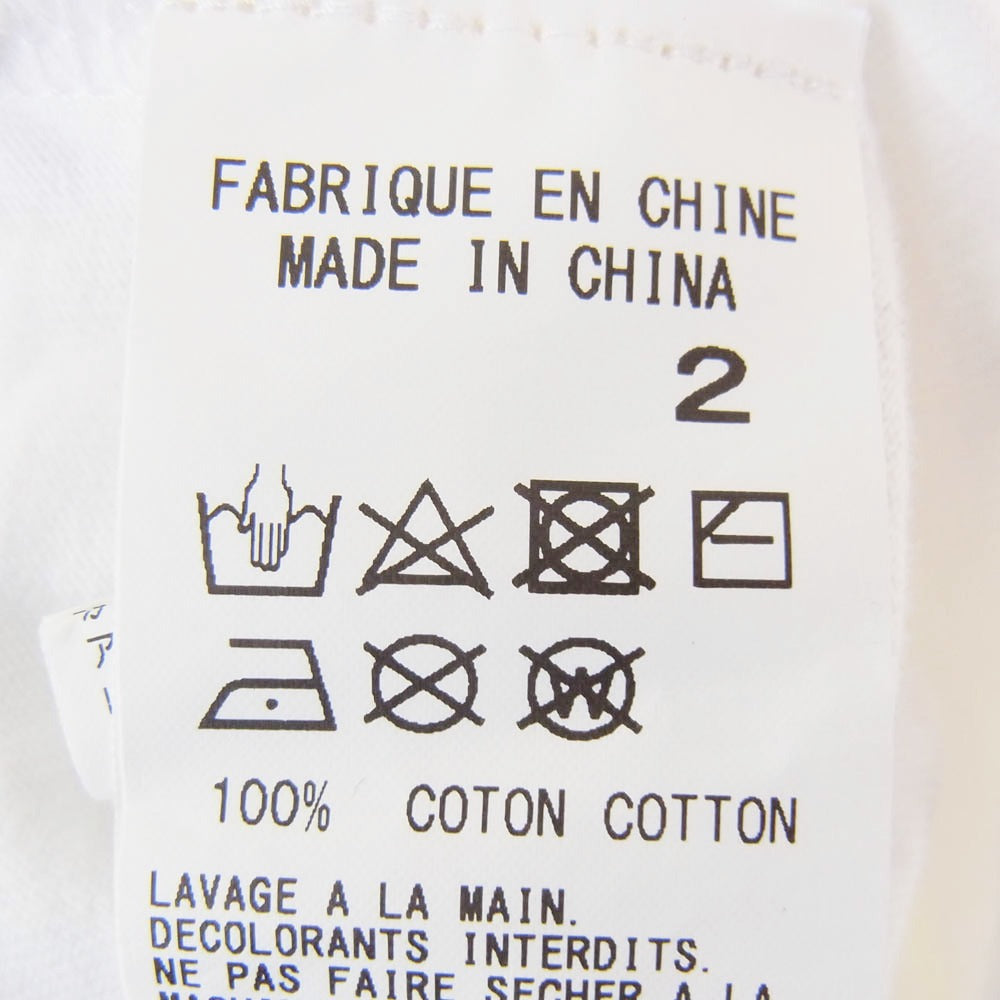 FABRIQUE EN CHINE
MADE IN CHINA
2
W
100% COTON COTTON
LAVAGE A LA MAIN.
DECOLORANTS INTERDITS.
NE PAS FAIRE SECHER A LA